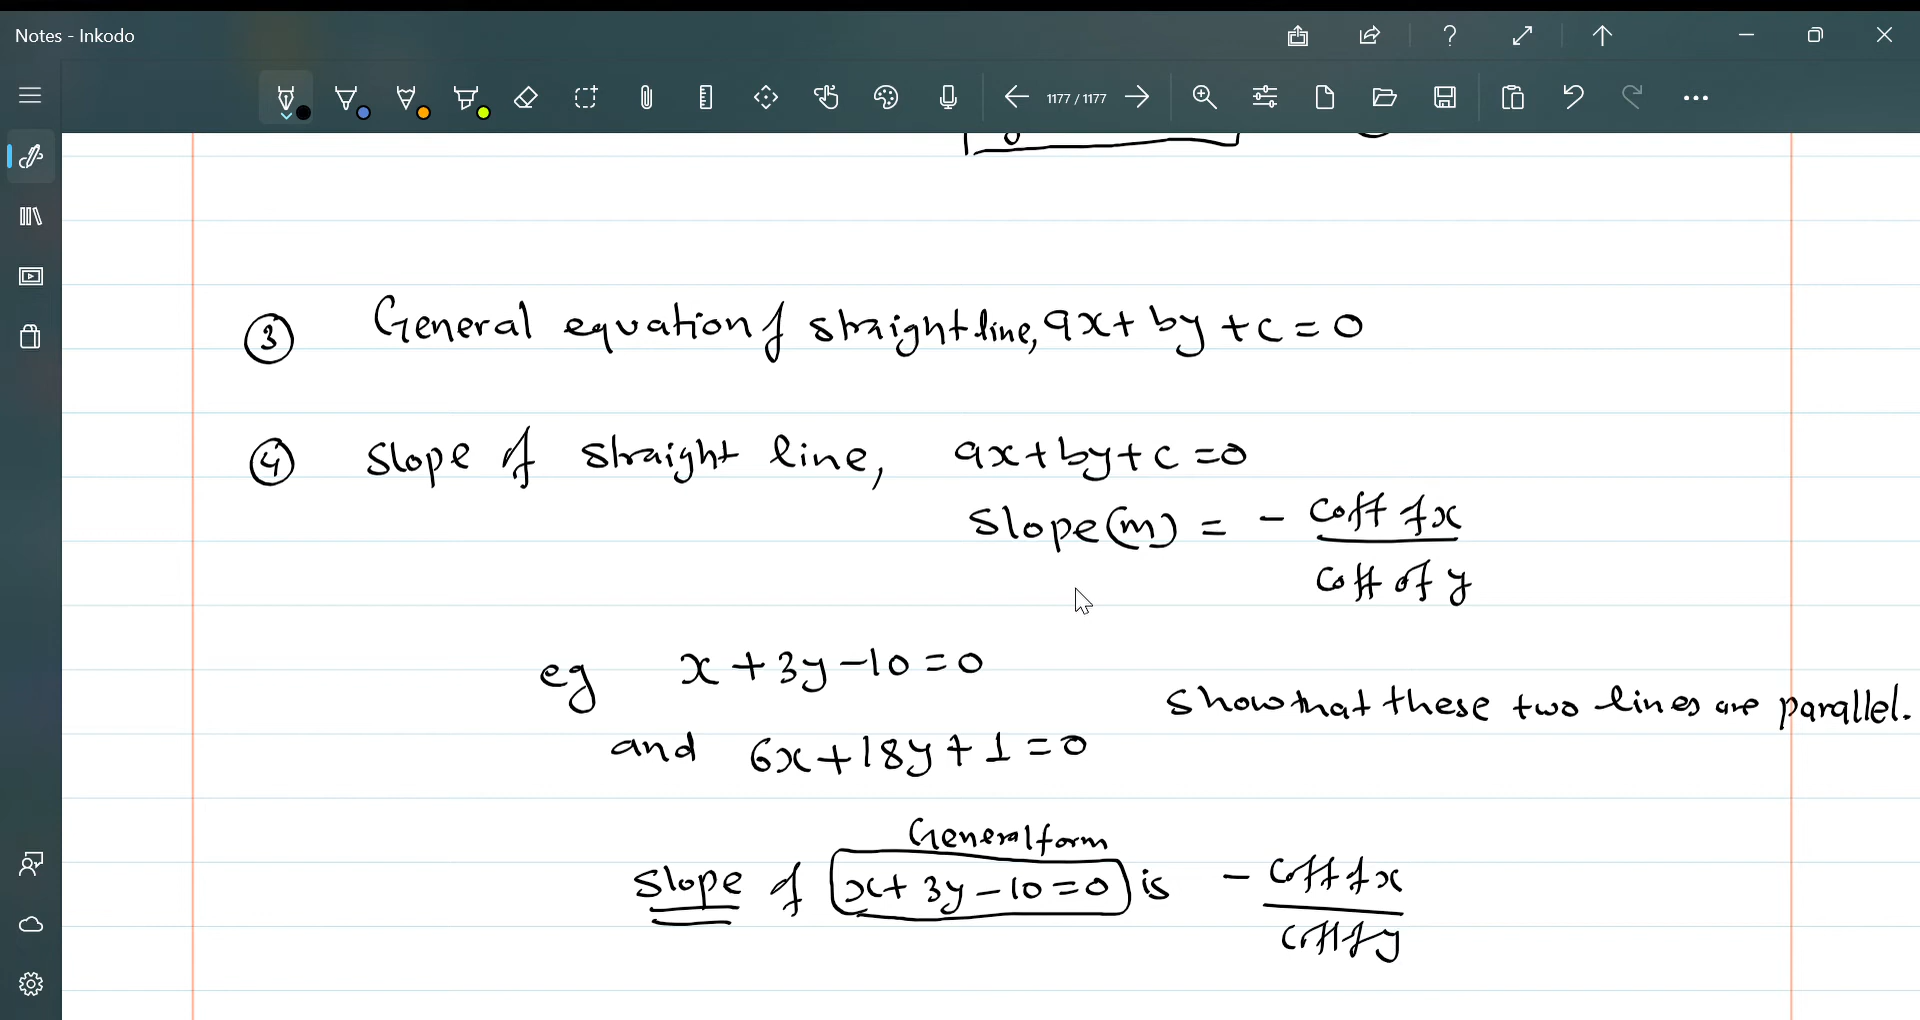 Notes - Inkodo
1177 / 1177
③ General equation of straight line, ax + by + c = 0
④ Slope of straight line, ax + by + c = 0
Slope (m) = - coff of x / coff of y
eg x + 3y - 10 = 0
Show that these two lines are parallel.
and 6x + 18y + 1 = 0
General form
Slope of x + 3y - 10 = 0 is - coff of x / coff of y